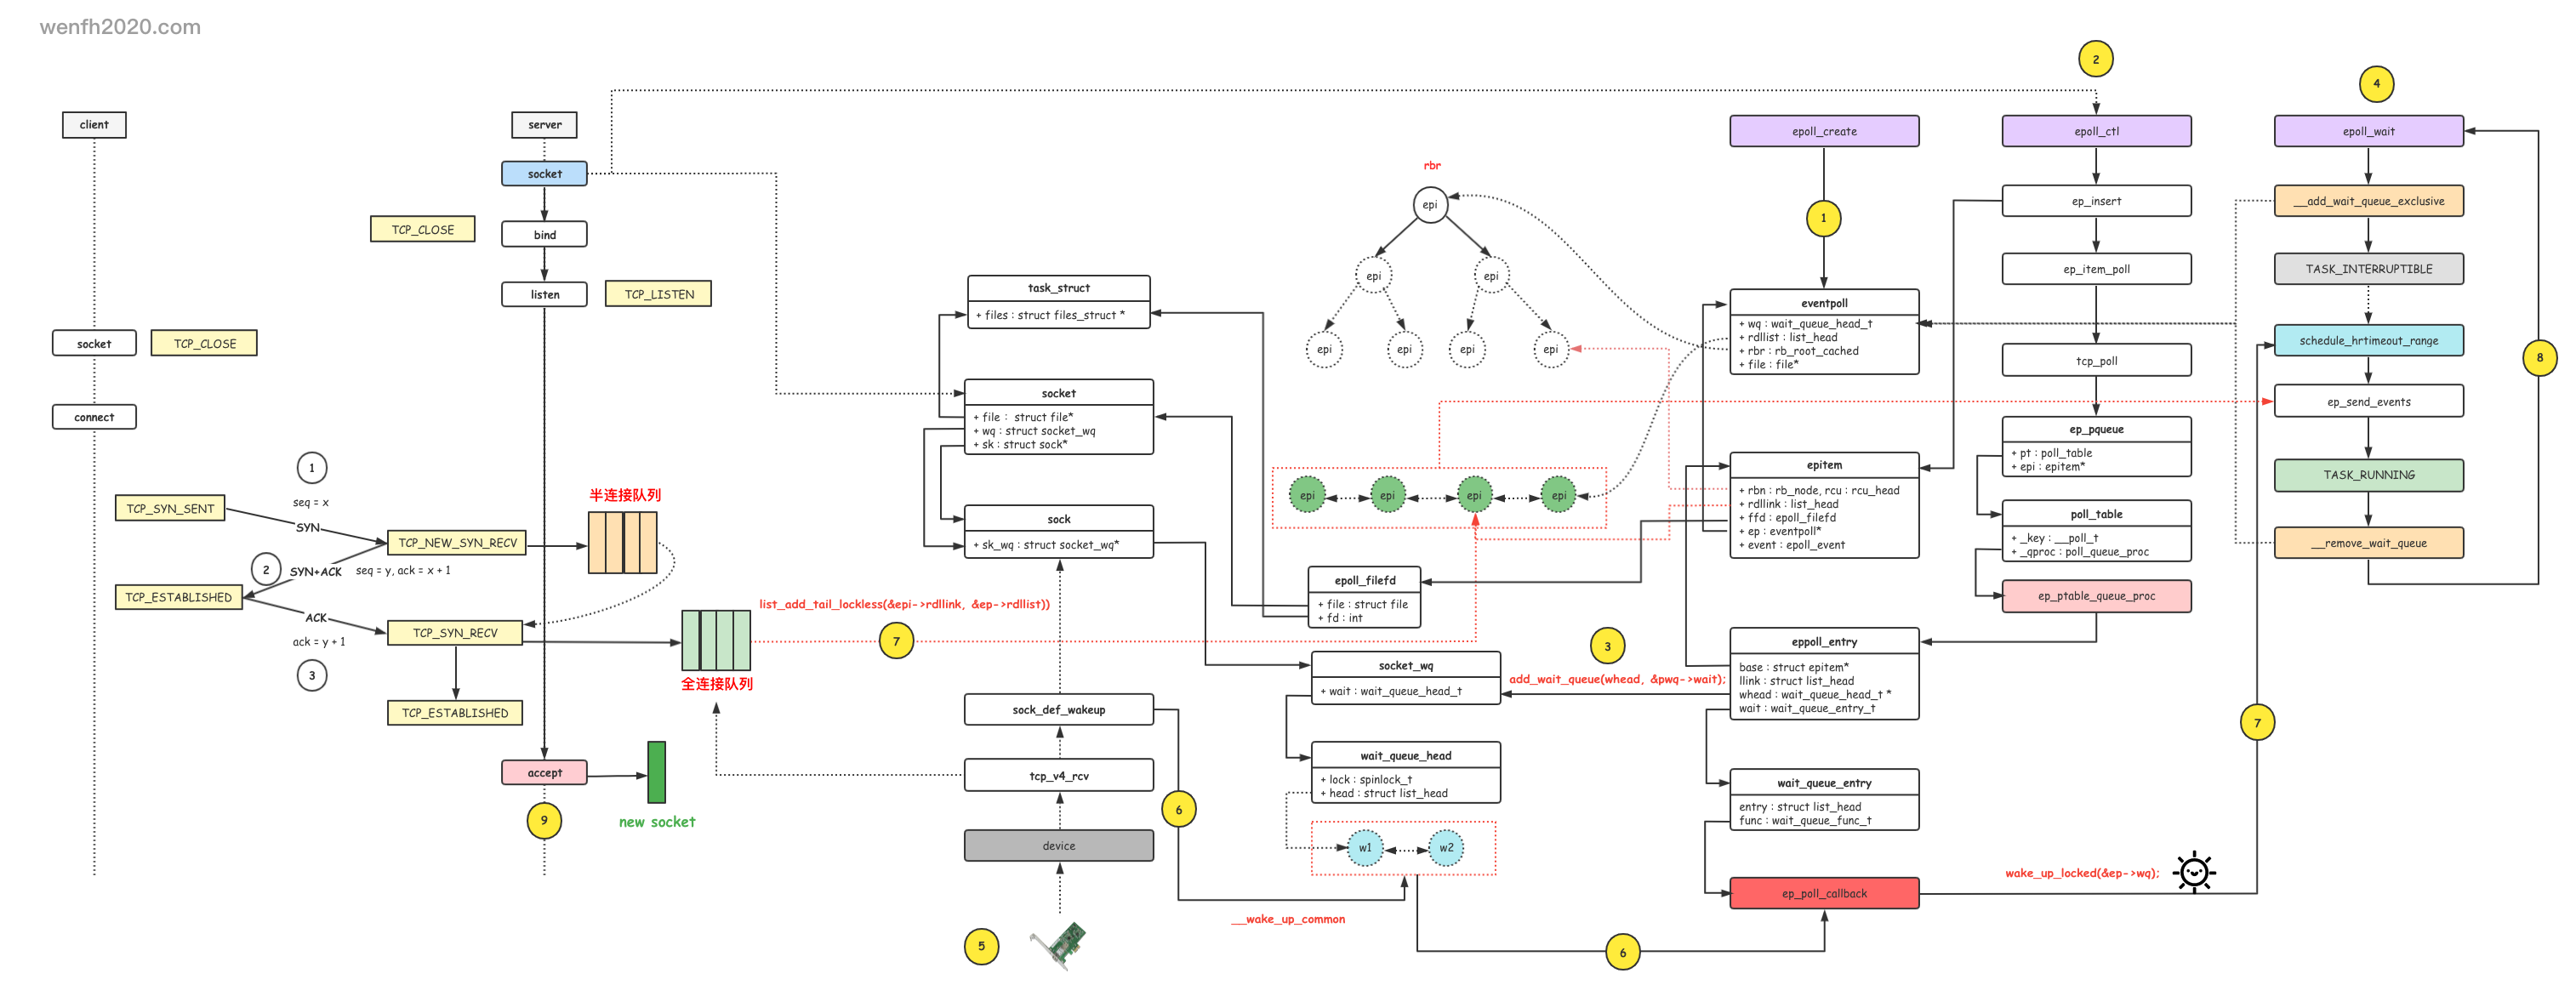 wenfh2020.com
client
socket
TCP_CLOSE
connect
1
seq = x
TCP_SYN_SENT
SYN
TCP_NEW_SYN_RECV
2
SYN+ACK
seq = y, ack = x + 1
TCP_ESTABLISHED
ACK
ack = y + 1
3
TCP_SYN_RECV
TCP_ESTABLISHED
server
socket
TCP_CLOSE
bind
listen
TCP_LISTEN
半连接队列
全连接队列
accept
new socket
9
list_add_tail_lockless(&epi->rdllink, &ep->rdllist))
7
task_struct
+ files : struct files_struct *
socket
+ file : struct file*
+ wq : struct socket_wq
+ sk : struct sock*
sock
+ sk_wq : struct socket_wq*
sock_def_wakeup
tcp_v4_rcv
device
5
6
__wake_up_common
rbr
epi
epi
epi
epi
epi
epi
epi
epi
epi
epi
epi
epoll_filefd
+ file : struct file
+ fd : int
socket_wq
+ wait : wait_queue_head_t
wait_queue_head
+ lock : spinlock_t
+ head : struct list_head
w1
w2
3
add_wait_queue(whead, &pwq->wait);
6
epoll_create
1
eventpoll
+ wq : wait_queue_head_t
+ rdllist : list_head
+ rbr : rb_root_cached
+ file : file*
epitem
+ rbn : rb_node, rcu : rcu_head
+ rdllink : list_head
+ ffd : epoll_filefd
+ ep : eventpoll*
+ event : epoll_event
eppoll_entry
base : struct epitem*
llink : struct list_head
whead : wait_queue_head_t *
wait : wait_queue_entry_t
wait_queue_entry
entry : struct list_head
func : wait_queue_func_t
ep_poll_callback
2
epoll_ctl
ep_insert
ep_item_poll
tcp_poll
ep_pqueue
+ pt : poll_table
+ epi : epitem*
poll_table
+ _key : __poll_t
+ _qproc : poll_queue_proc
ep_ptable_queue_proc
wake_up_locked(&ep->wq);
4
epoll_wait
__add_wait_queue_exclusive
TASK_INTERRUPTIBLE
schedule_hrtimeout_range
ep_send_events
TASK_RUNNING
__remove_wait_queue
7
8